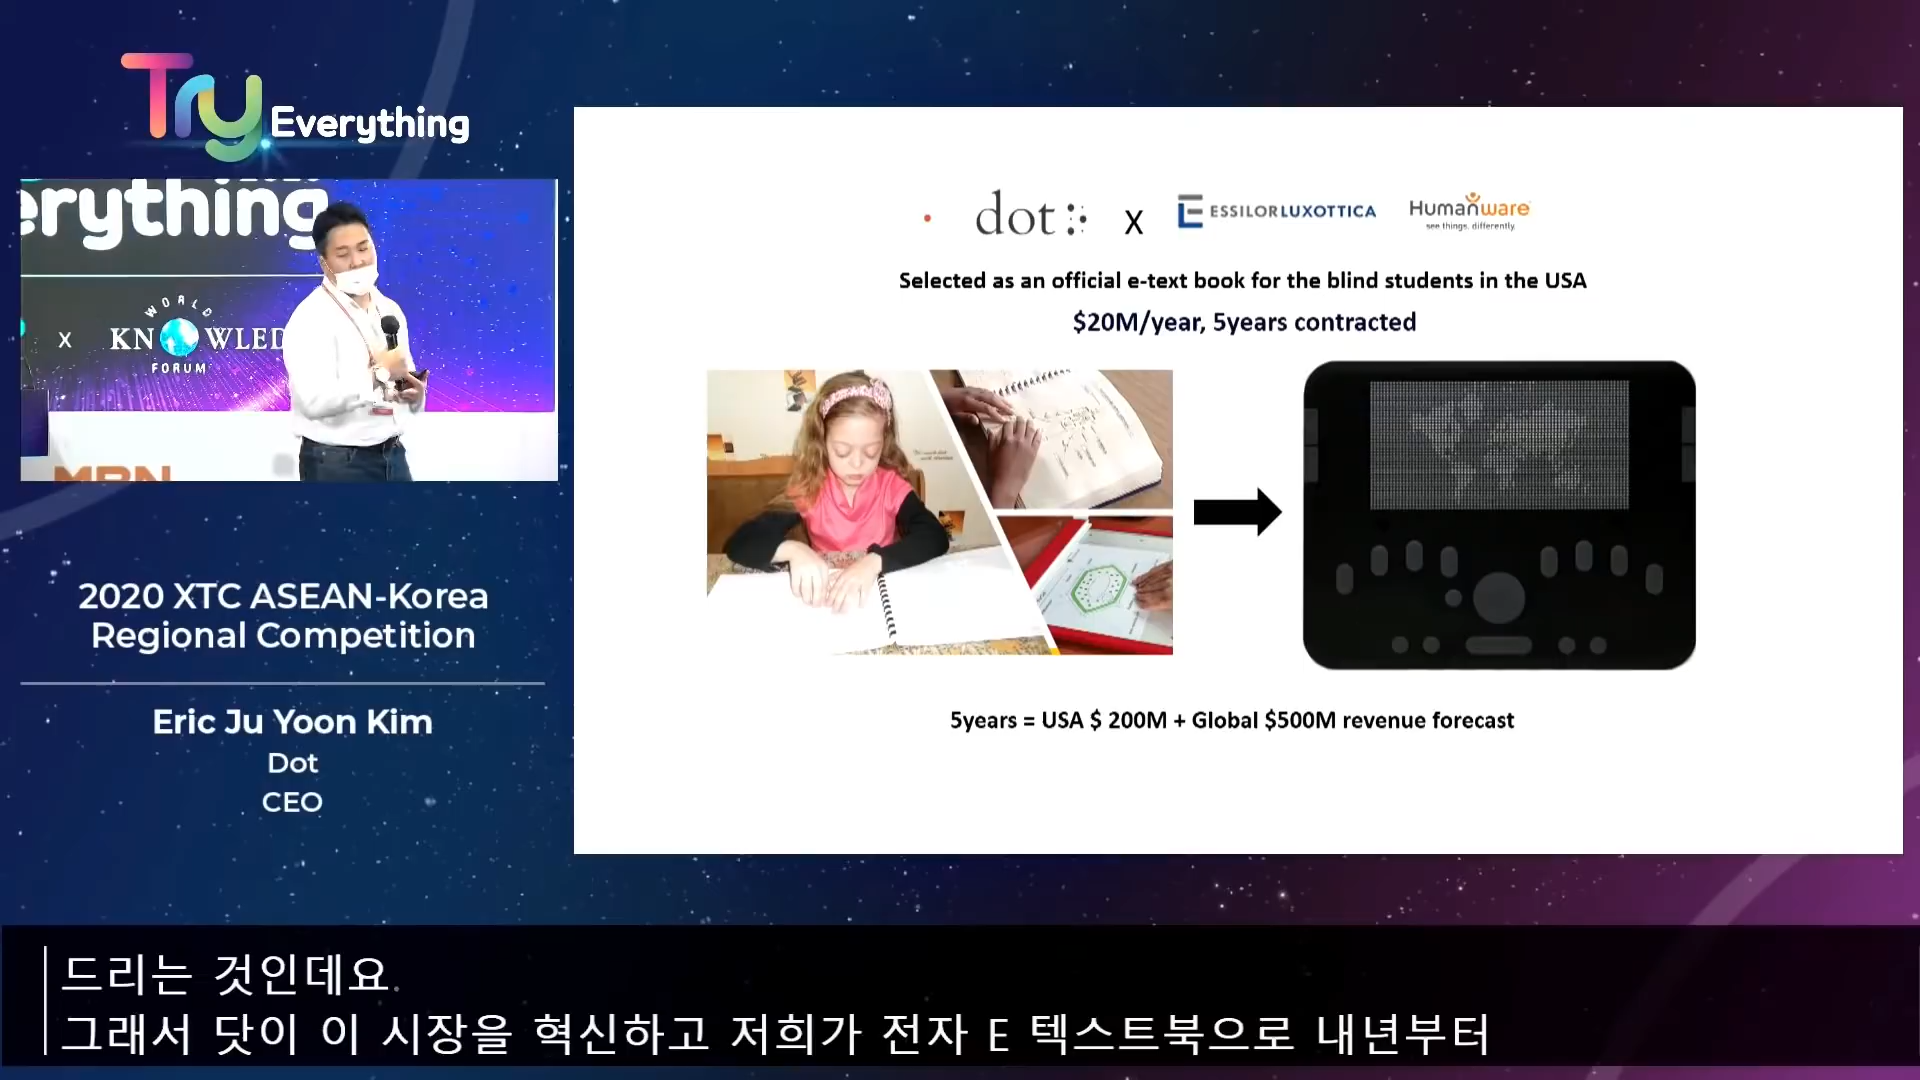 Try Everything
erything
x
WORLD
KNOWLED
FORUM
MBN
2020 XTC ASEAN-Korea
Regional Competition
Eric Ju Yoon Kim
Dot
CEO
dot x ESSILORLUXOTTICA Humanware
see things. differently.
Selected as an official e-text book for the blind students in the USA
$20M/year, 5years contracted
5years = USA $ 200M + Global $500M revenue forecast
드리는 것인데요.
그래서 닷이 이 시장을 혁신하고 저희가 전자 E 텍스트북으로 내년부터